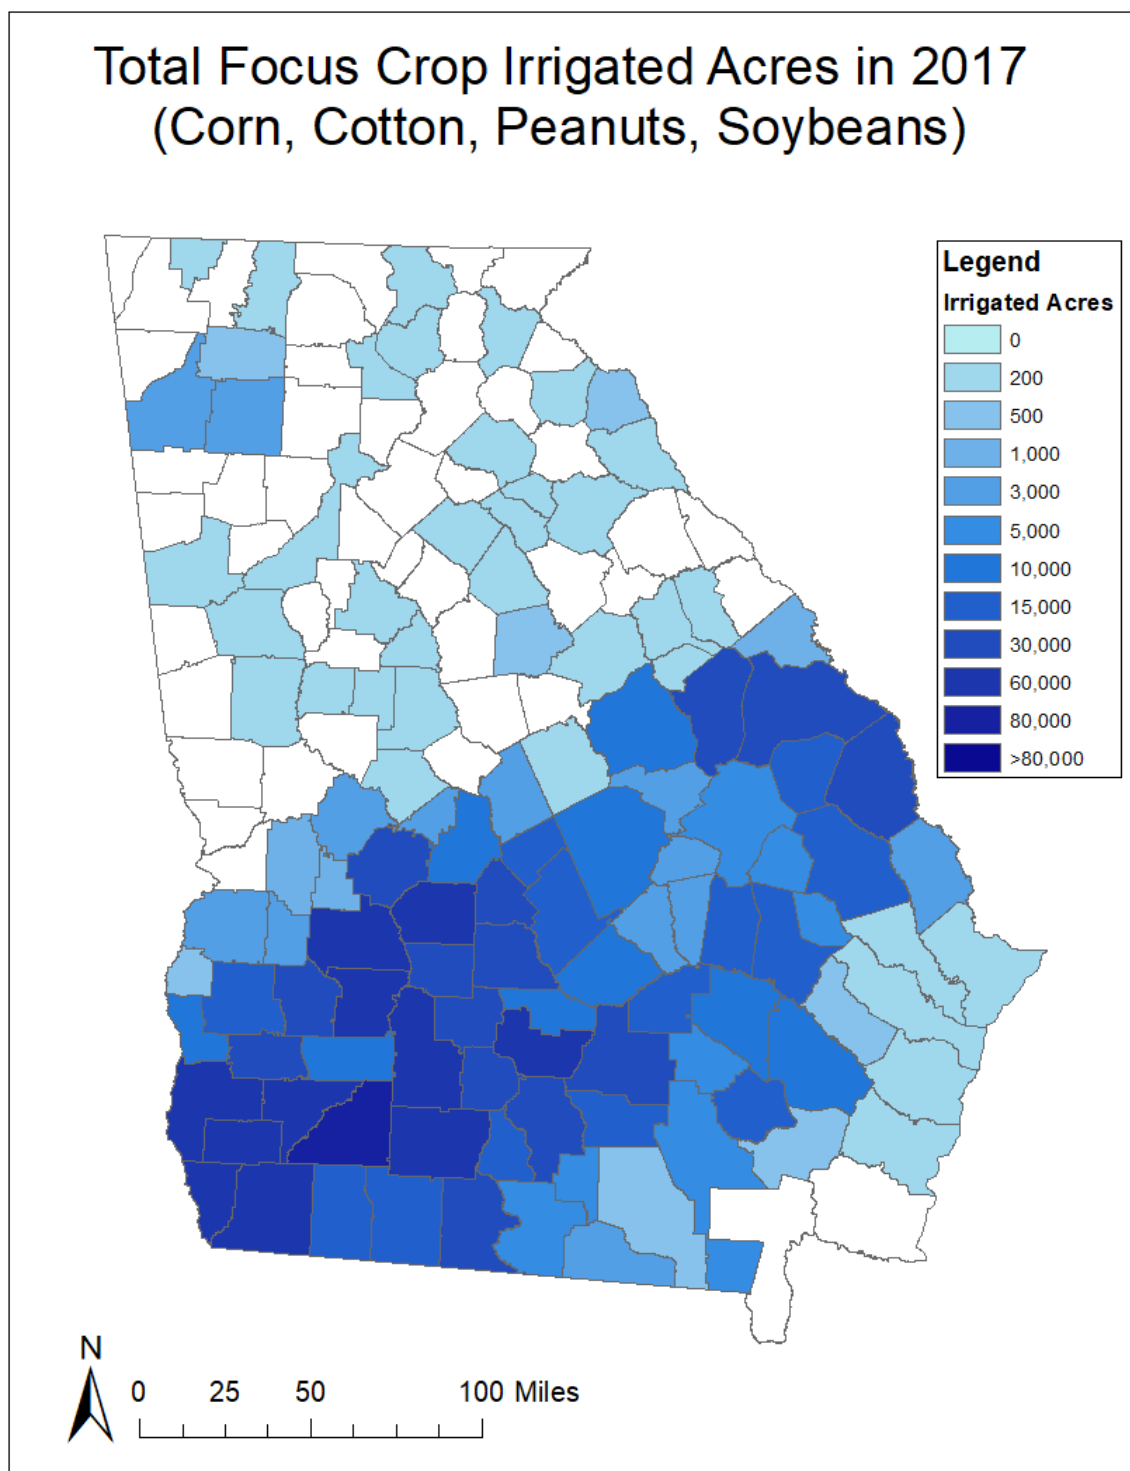 Total Focus Crop Irrigated Acres in 2017
(Corn, Cotton, Peanuts, Soybeans)
Legend
Irrigated Acres
0
200
500
1,000
3,000
5,000
10,000
15,000
30,000
60,000
80,000
>80,000
N
0 25 50 100 Miles